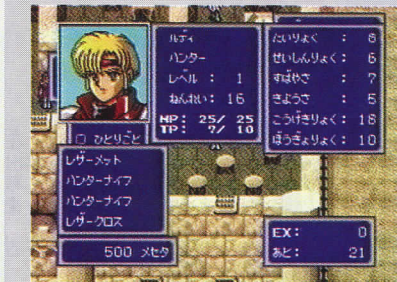 ルディ
ハンター
レベル : 1
ねんれい : 16
HP: 25/ 25
TP: 7/ 10
たいりょく : 8
せいしんりょく : 6
すばやさ : 7
きようさ : 5
こうげきりょく : 18
ぼうぎょりょく : 10
ひとりごと
レザーメット
ハンターナイフ
ハンターナイフ
レザークロス
500 メセタ
EX: 0
あと: 21